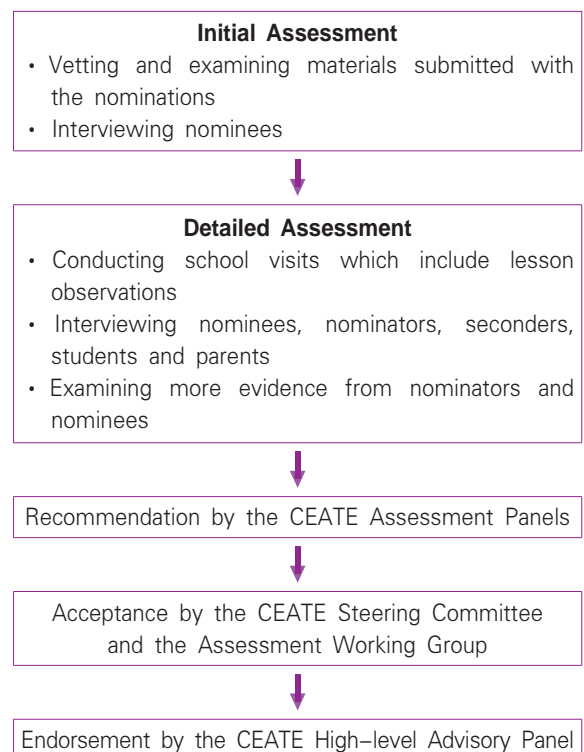 Initial Assessment
• Vetting and examining materials submitted with
the nominations
• Interviewing nominees
Detailed Assessment
• Conducting school visits which include lesson
observations
• Interviewing nominees, nominators, seconders,
students and parents
• Examining more evidence from nominators and
nominees
Recommendation by the CEATE Assessment Panels
Acceptance by the CEATE Steering Committee
and the Assessment Working Group
Endorsement by the CEATE High-level Advisory Panel